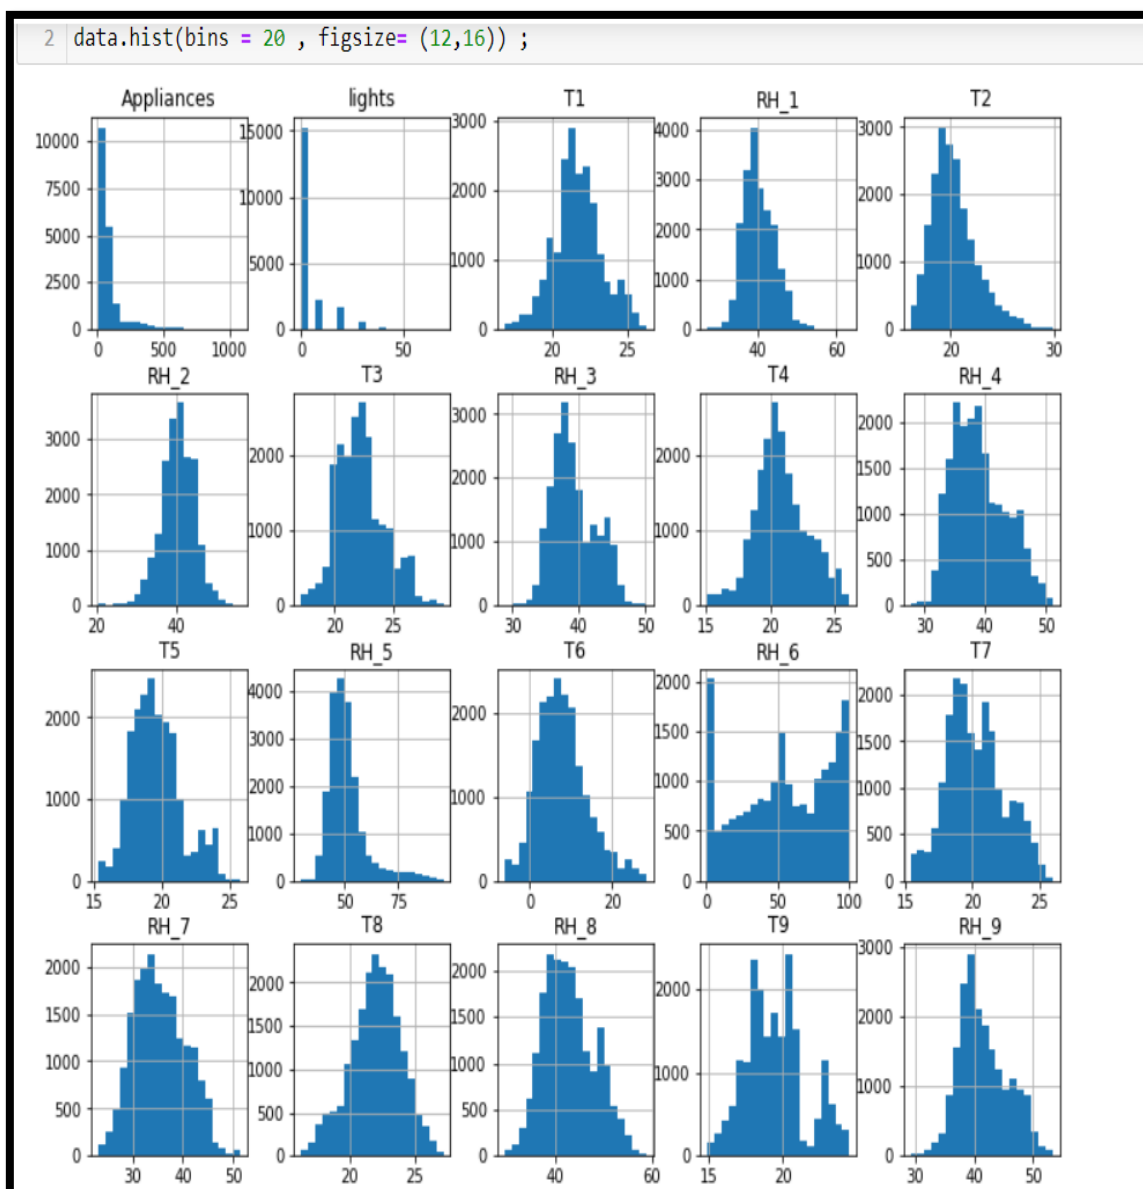 2 data.hist(bins = 20 , figsize= (12,16)) ;
Appliances lights T1 RH_1 T2
10000 7500 5000 2500 0
0 500 1000
15000 10000 5000 0
0 50
3000 2000 1000 0
20 25
4000 3000 2000 1000 0
40 60
3000 2000 1000 0
20 30
RH_2 T3 RH_3 T4 RH_4
3000 2000 1000 0
20 40
2000 1000 0
20 25
3000 2000 1000 0
30 40 50
2000 1000 0
15 20 25
2000 1500 1000 500 0
30 40 50
T5 RH_5 T6 RH_6 T7
2000 1000 0
15 20 25
4000 3000 2000 1000 0
50 75
2000 1000 0
0 20
2000 1500 1000 500 0
0 50 100
2000 1500 1000 500 0
15 20 25
RH_7 T8 RH_8 T9 RH_9
2000 1500 1000 500 0
30 40 50
2000 1500 1000 500 0
20 25
2000 1500 1000 500 0
40 60
2000 1000 0
15 20
3000 2000 1000 0
30 40 50